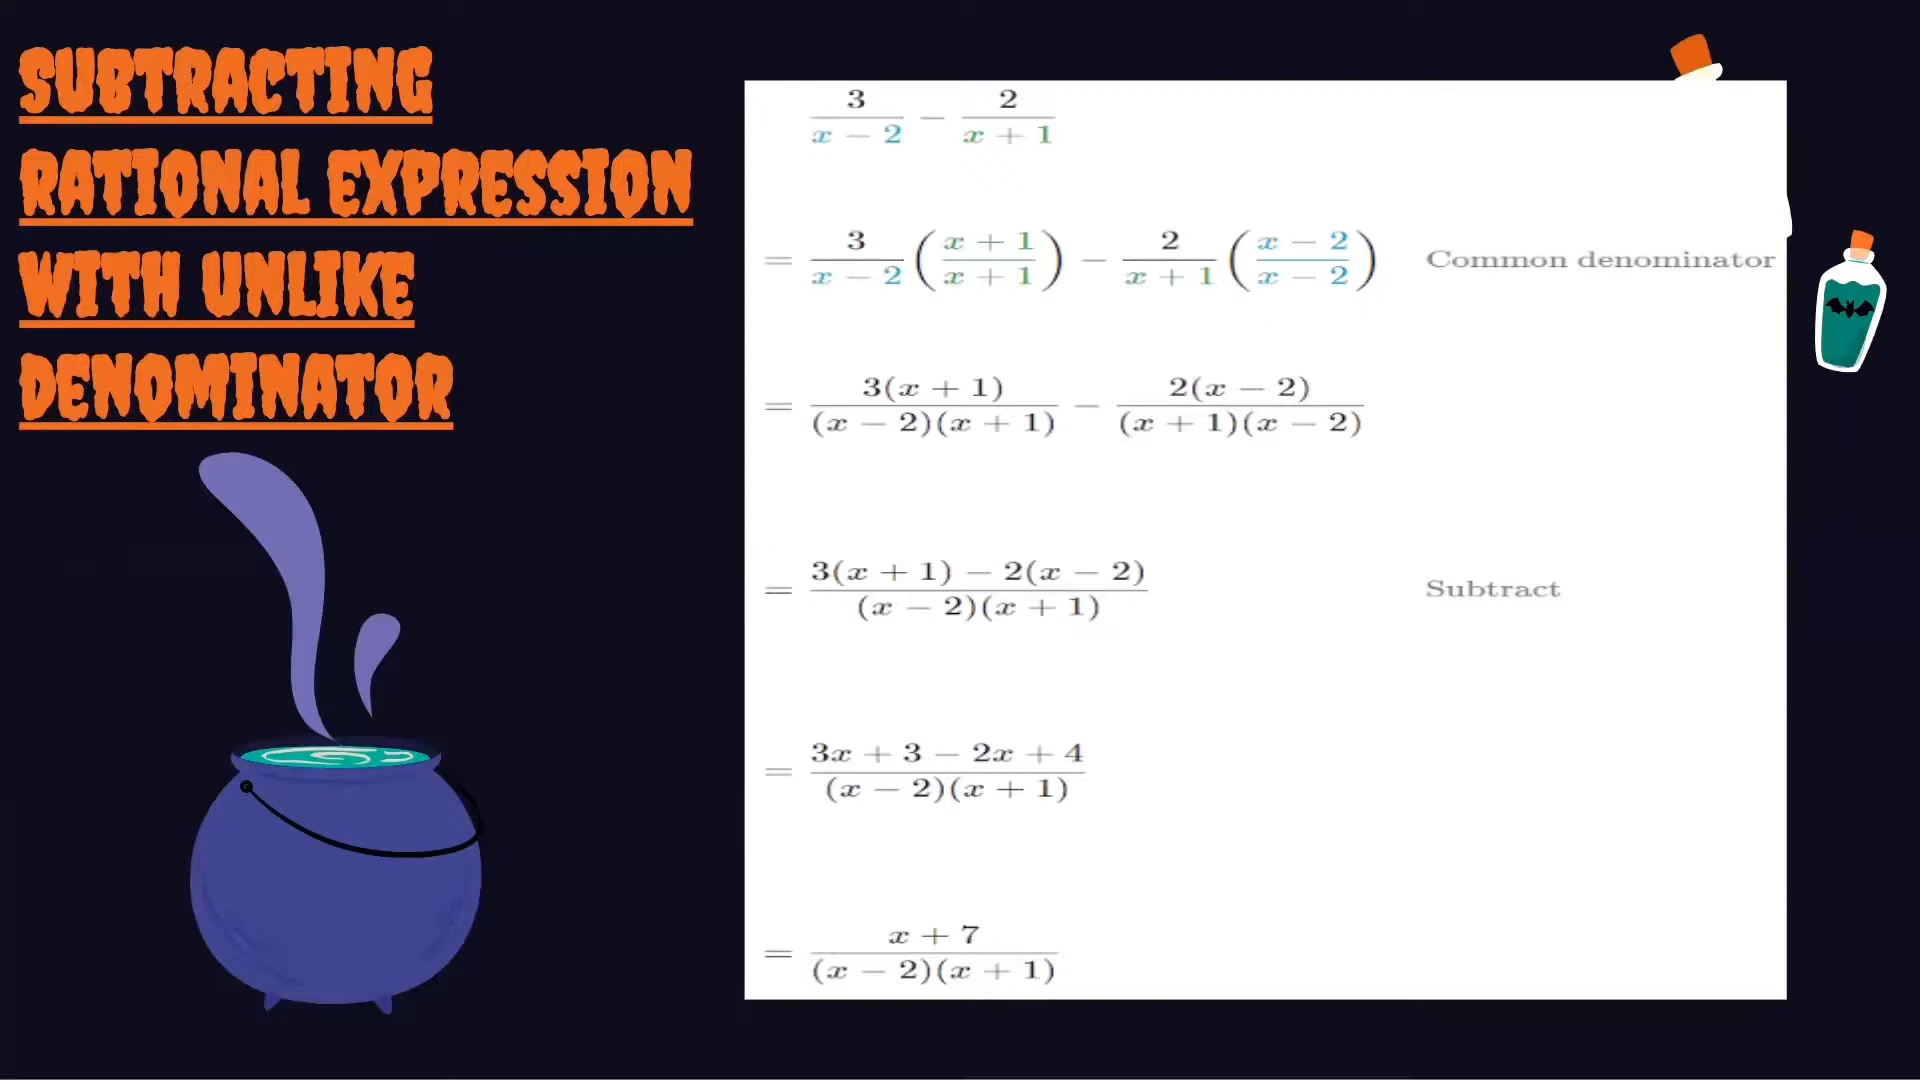 SUBTRACTING
RATIONAL EXPRESSION
WITH UNLIKE
DENOMINATOR
3/(x − 2) − 2/(x + 1)
= 3/(x − 2) ((x + 1)/(x + 1)) − 2/(x + 1) ((x − 2)/(x − 2)) Common denominator
= 3(x + 1)/((x − 2)(x + 1)) − 2(x − 2)/((x + 1)(x − 2))
= (3(x + 1) − 2(x − 2))/((x − 2)(x + 1)) Subtract
= (3x + 3 − 2x + 4)/((x − 2)(x + 1))
= (x + 7)/((x − 2)(x + 1))